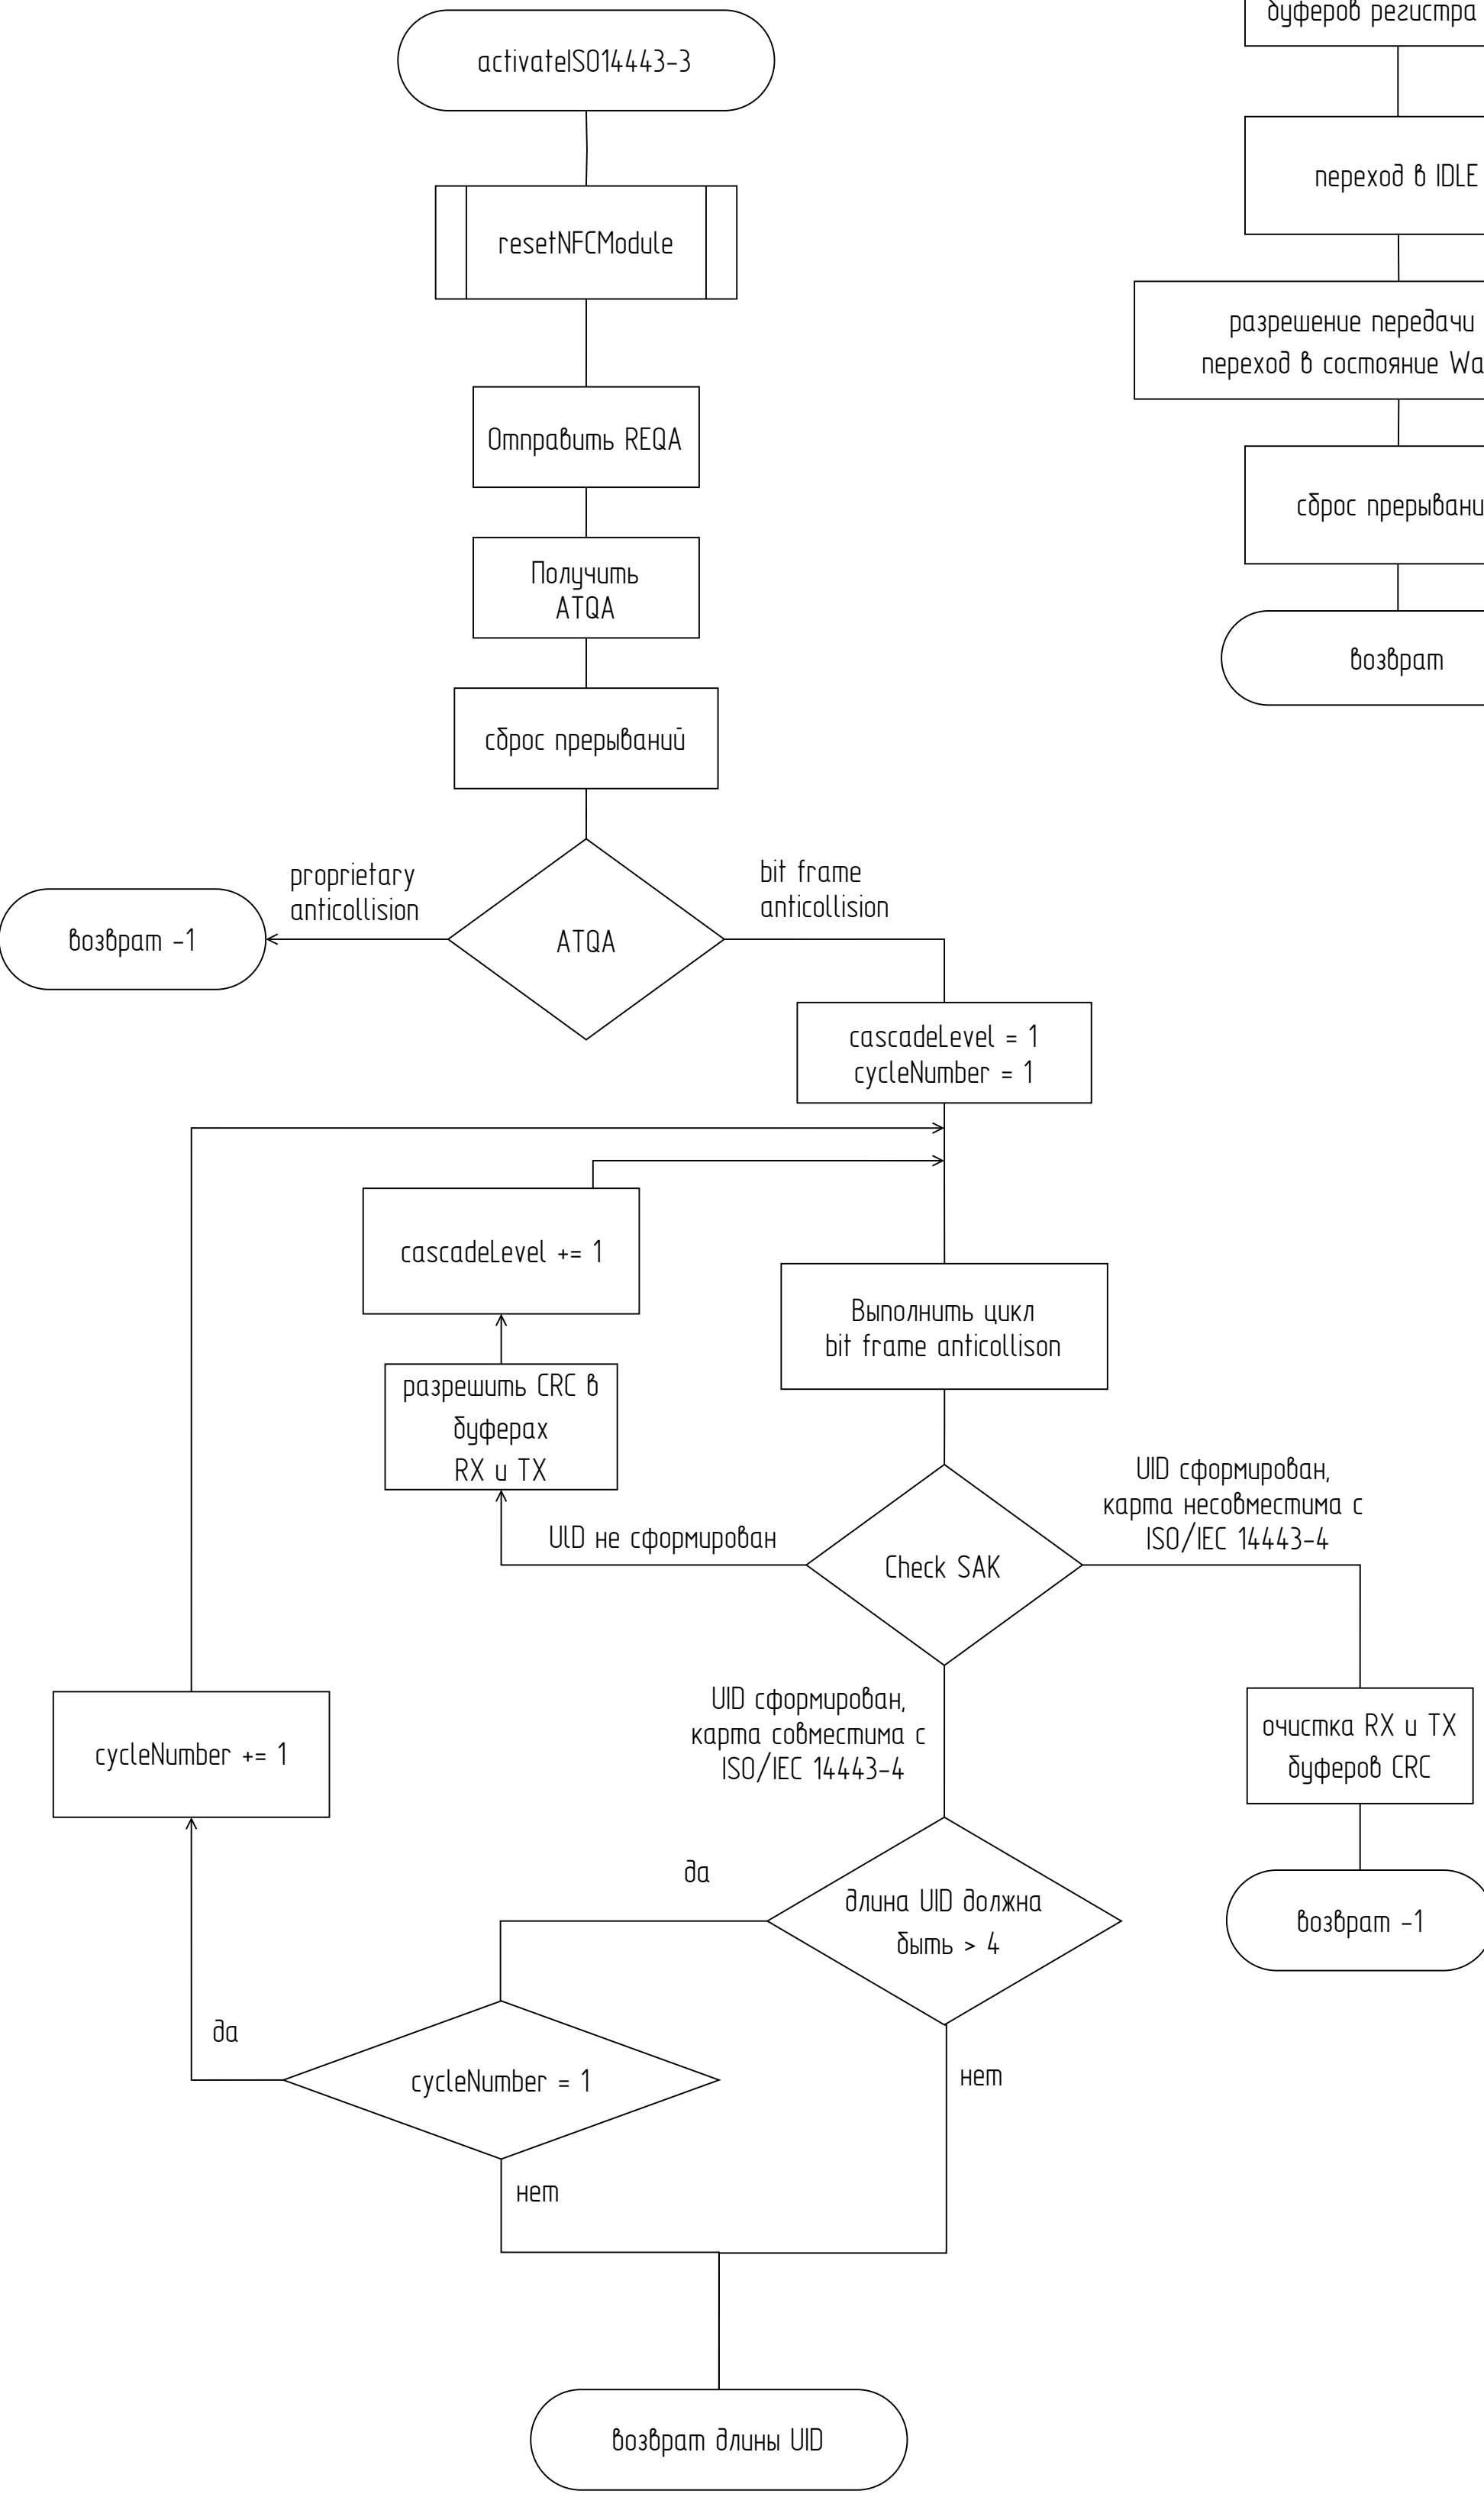 activateISO14443-3
resetNFCModule
Отправить REQA
Получить
ATQA
сброс прерываний
ATQA
proprietary
anticollision
возврат -1
bit frame
anticollision
cascadeLevel = 1
cycleNumber = 1
cascadeLevel += 1
разрешить CRC в
буферах
RX и TX
Выполнить цикл
bit frame anticollison
UID не сформирован
Check SAK
UID сформирован,
карта несовместима с
ISO/IEC 14443-4
очистка RX и TX
буферов CRC
возврат -1
UID сформирован,
карта совместима с
ISO/IEC 14443-4
cycleNumber += 1
да
длина UID должна
быть > 4
да
cycleNumber = 1
нет
нет
возврат длины UID
буферов регистра
переход в IDLE
разрешение передачи
переход в состояние Wa
сброс прерывани
возврат